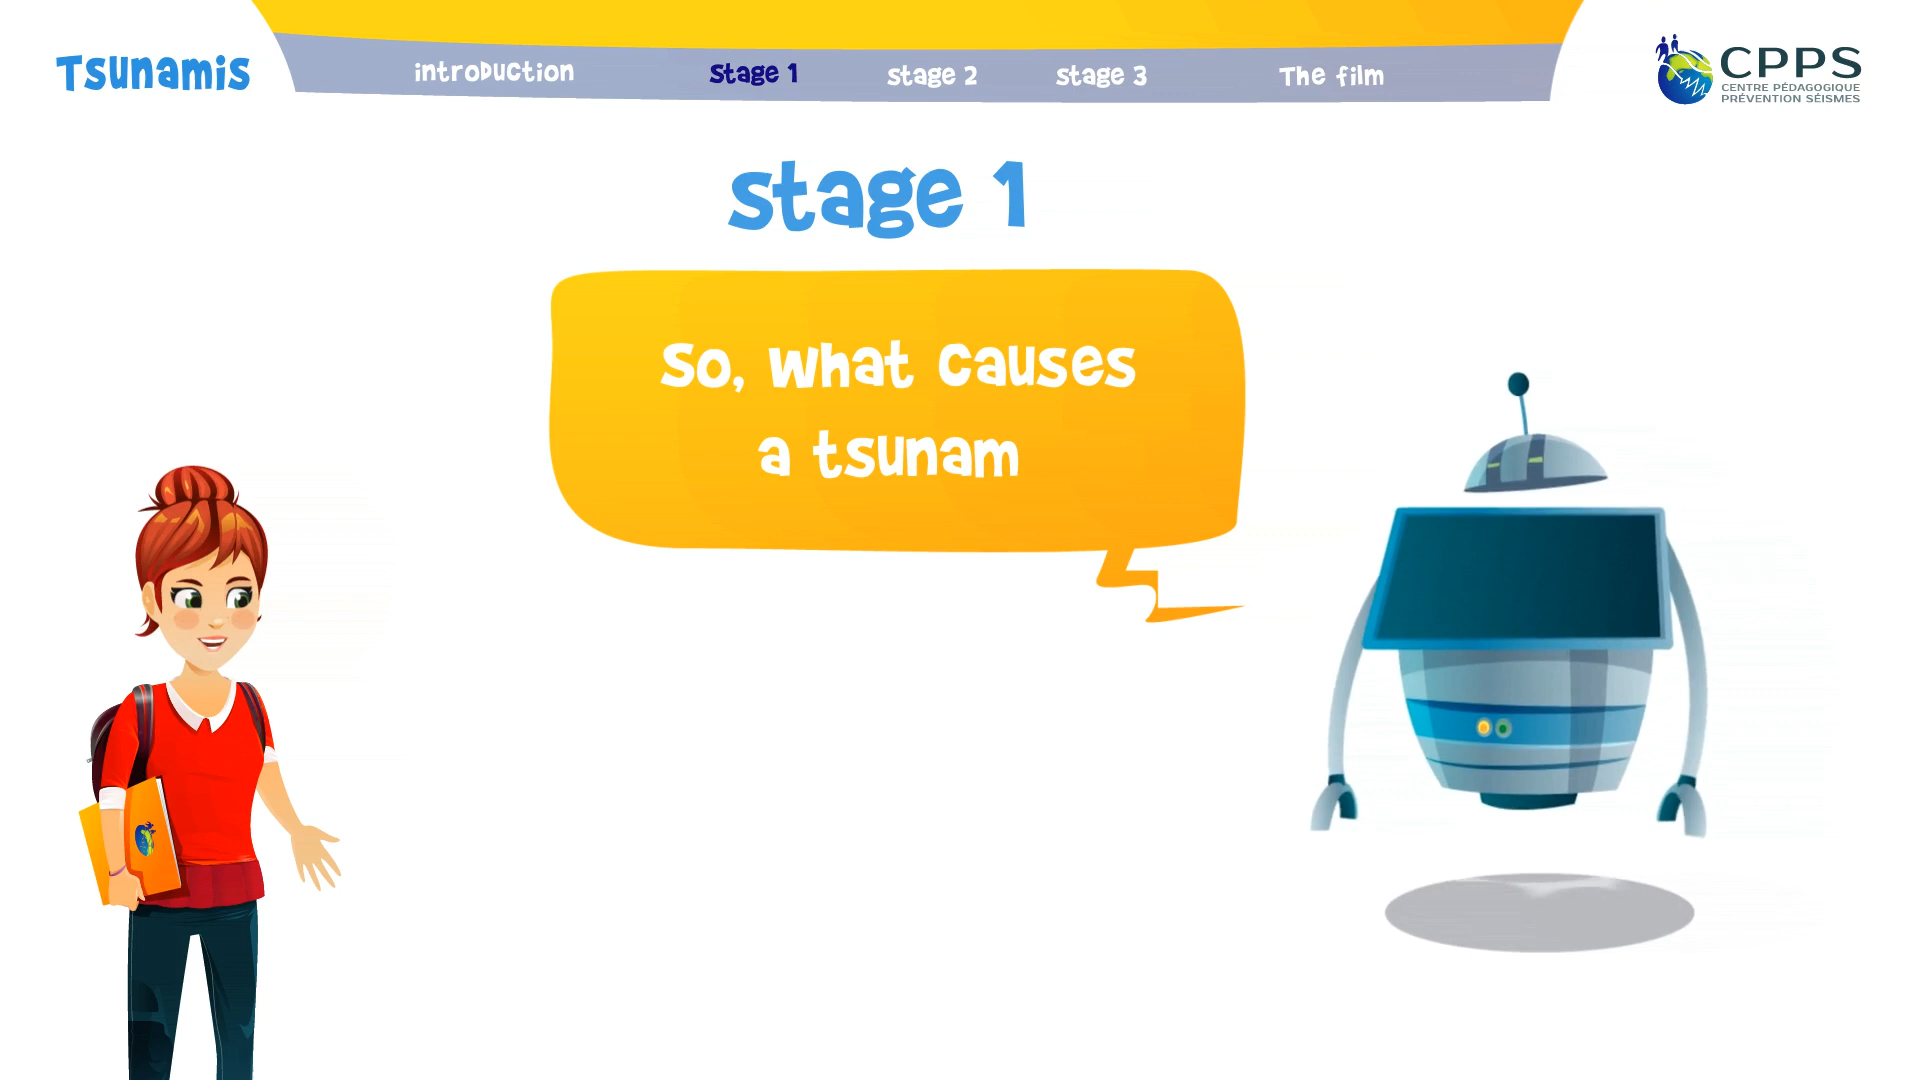 Tsunamis
introduction
stage 1
stage 2
stage 3
The film
CPPS
CENTRE PÉDAGOGIQUE
PRÉVENTION SÉISMES
stage 1
So, what causes
a tsunam